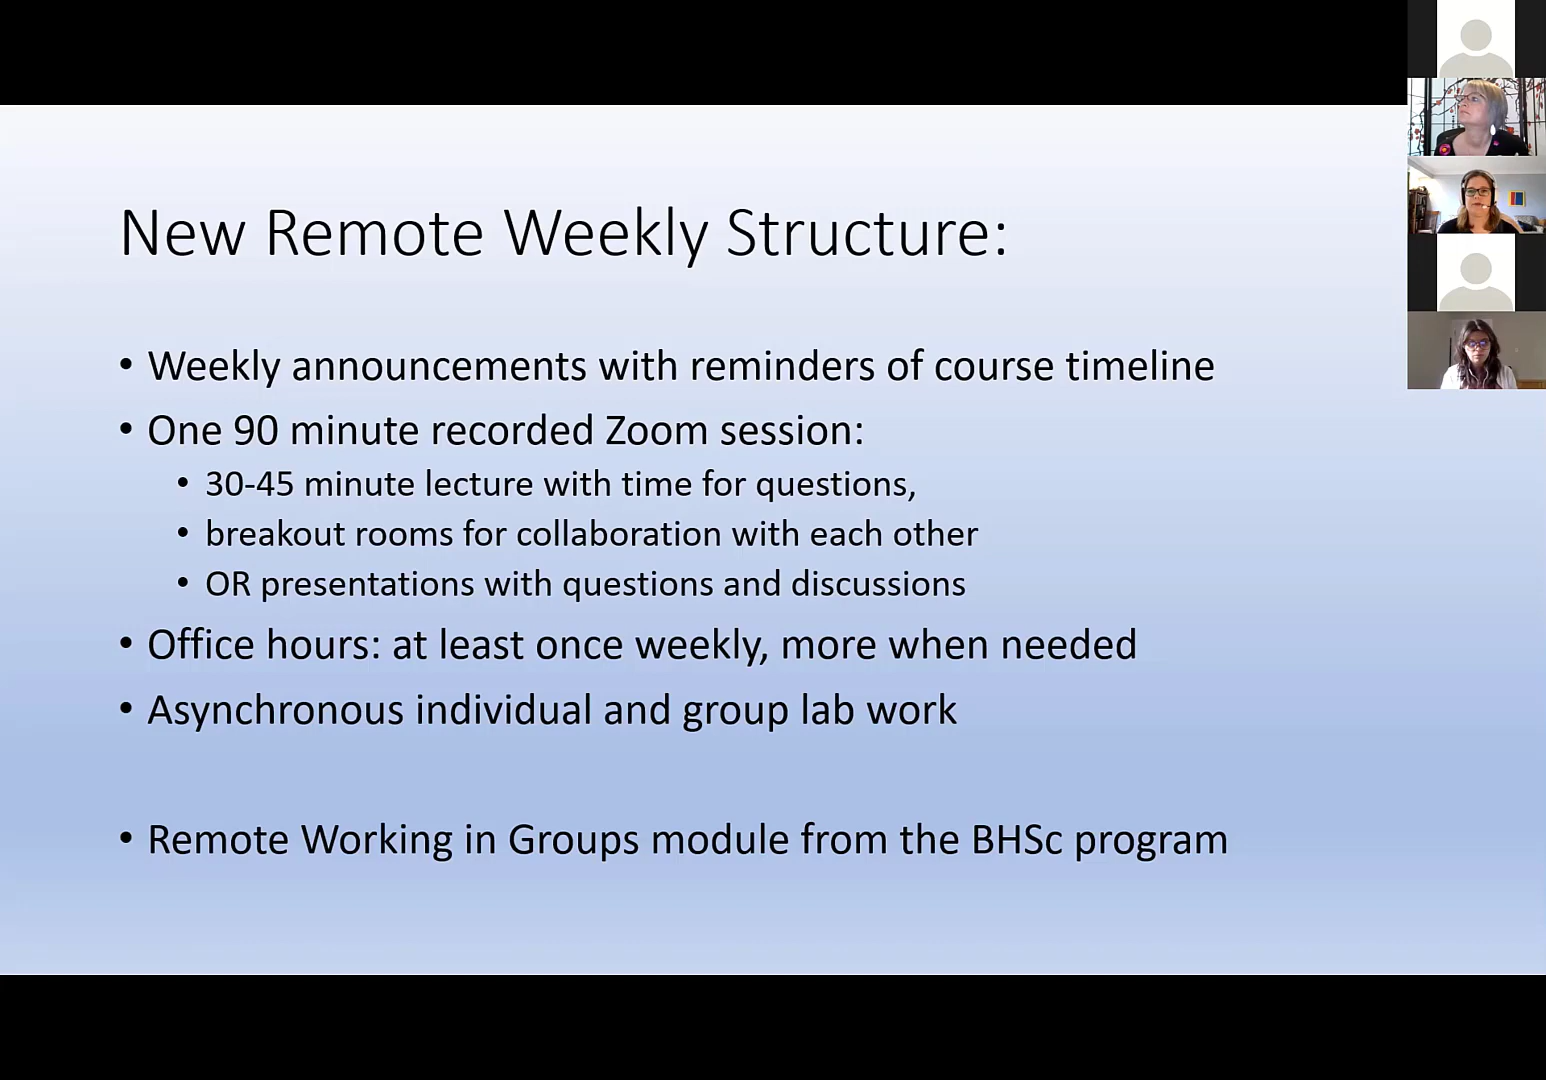 New Remote Weekly Structure:
• Weekly announcements with reminders of course timeline
• One 90 minute recorded Zoom session:
• 30-45 minute lecture with time for questions,
• breakout rooms for collaboration with each other
• OR presentations with questions and discussions
• Office hours: at least once weekly, more when needed
• Asynchronous individual and group lab work
• Remote Working in Groups module from the BHSc program